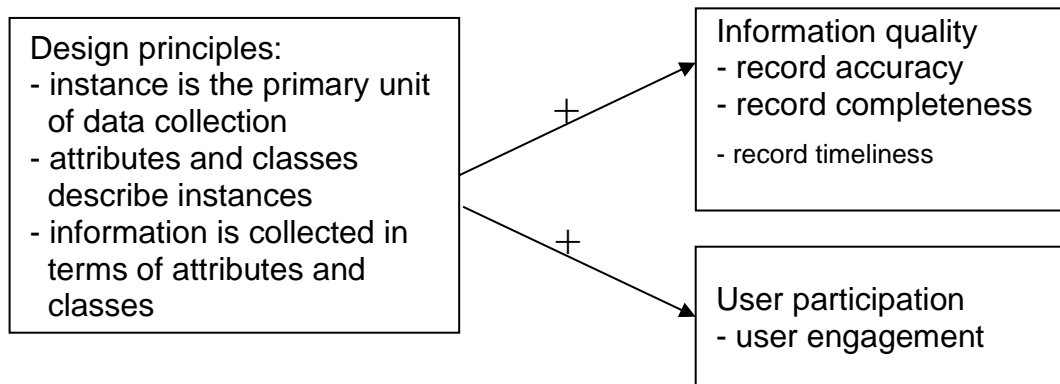 Design principles:
- instance is the primary unit
of data collection
- attributes and classes
describe instances
- information is collected in
terms of attributes and
classes
+
+
Information quality
- record accuracy
- record completeness
- record timeliness
User participation
- user engagement